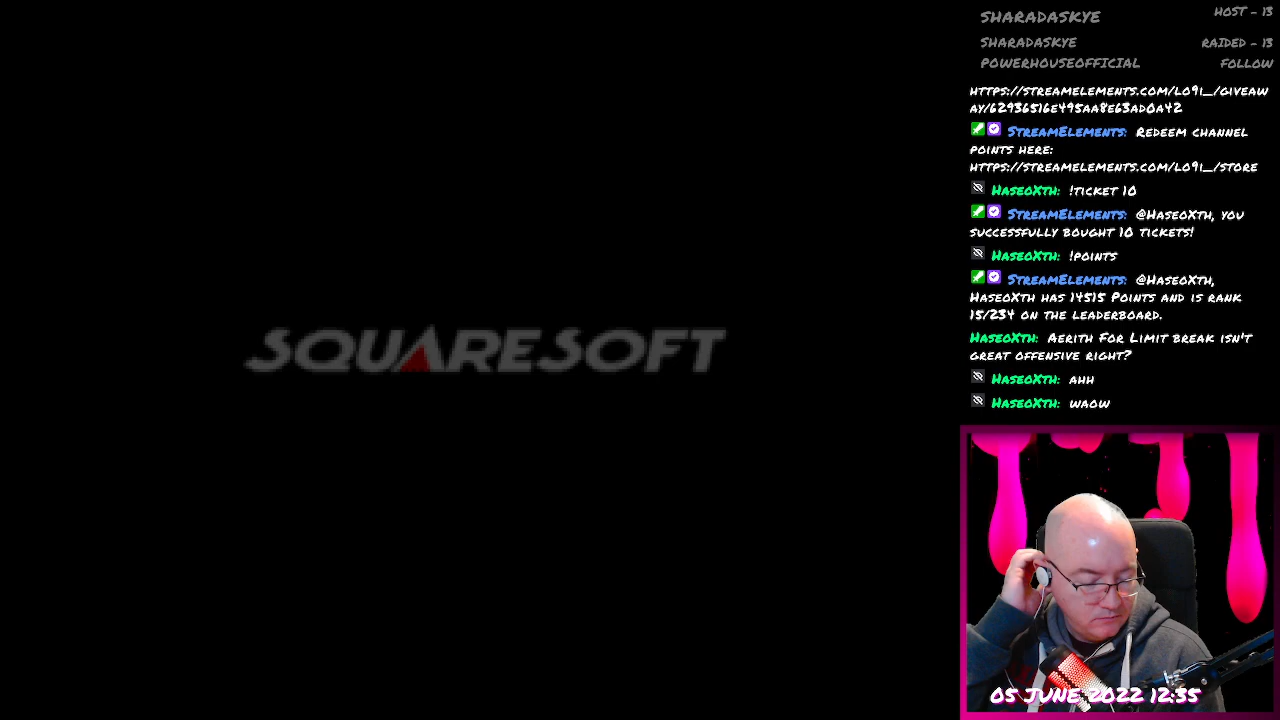 SHARADASKYE HOST - 13
SHARADASKYE RAIDED - 13
POWERHOUSEOFFICIAL FOLLOW
HTTPS://STREAMELEMENTS.COM/LO9I_/GIVEAW
AY/62936516E495AA8E63AD0A42
STREAMELEMENTS: REDEEM CHANNEL
POINTS HERE:
HTTPS://STREAMELEMENTS.COM/LO9I_/STORE
HASEOXTH: !TICKET 10
STREAMELEMENTS: @HASEOXTH, YOU
SUCCESSFULLY BOUGHT 10 TICKETS!
HASEOXTH: !POINTS
STREAMELEMENTS: @HASEOXTH,
HASEOXTH HAS 14515 POINTS AND IS RANK
15/234 ON THE LEADERBOARD.
HASEOXTH: AERITH FOR LIMIT BREAK ISN'T
GREAT OFFENSIVE RIGHT?
HASEOXTH: AHH
HASEOXTH: WAOW
SQUARESOFT
05 JUNE 2022 12:35